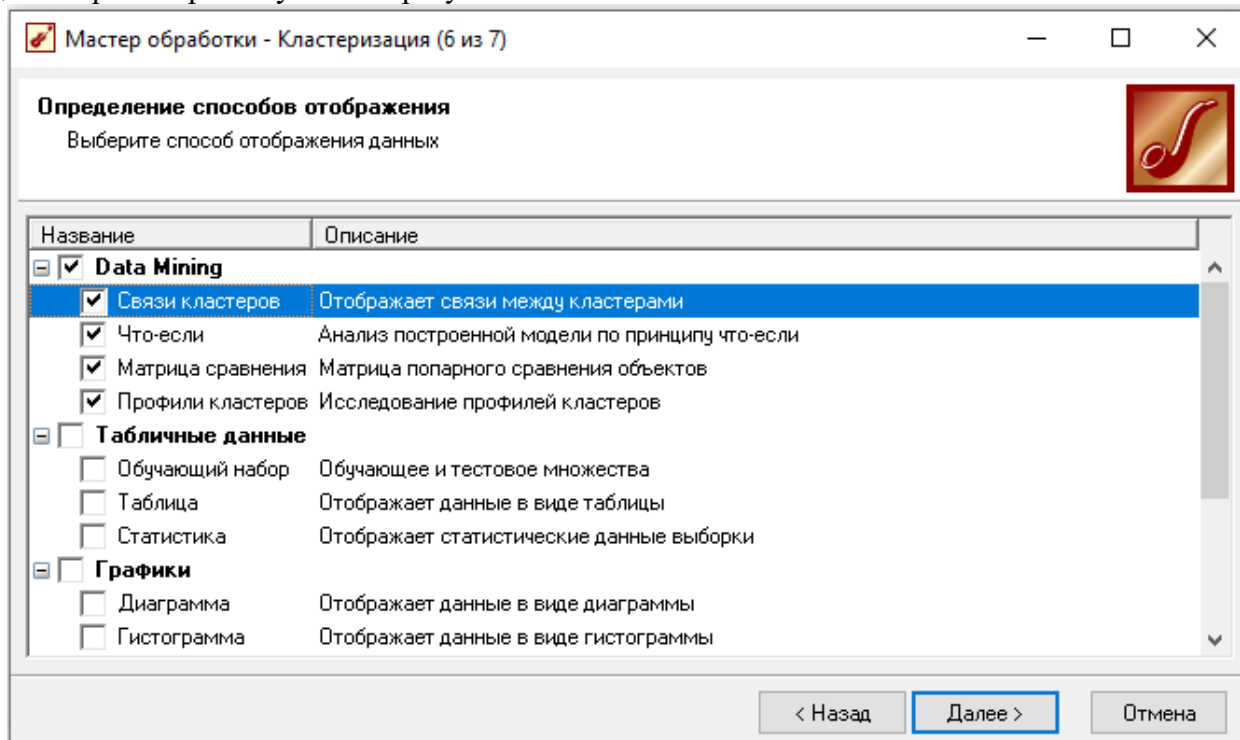 Мастер обработки - Кластеризация (6 из 7)
Определение способов отображения
Выберите способ отображения данных
Название Описание
Data Mining
Связи кластеров Отображает связи между кластерами
Что-если Анализ построенной модели по принципу что-если
Матрица сравнения Матрица попарного сравнения объектов
Профили кластеров Исследование профилей кластеров
Табличные данные
Обучающий набор Обучающее и тестовое множества
Таблица Отображает данные в виде таблицы
Статистика Отображает статистические данные выборки
Графики
Диаграмма Отображает данные в виде диаграммы
Гистограмма Отображает данные в виде гистограммы
< Назад Далее > Отмена